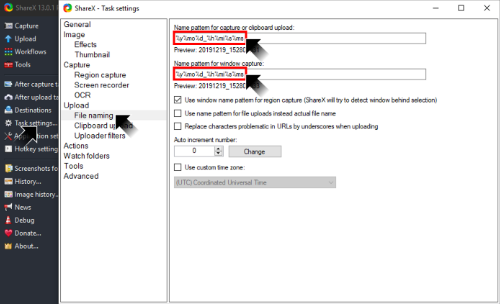 ShareX 13.0.1
ShareX - Task settings
Capture
Upload
Workflows
Tools
After capture t
After upload ta
Destinations
Task settings...
Application set
Hotkey settings
Screenshots fo
History...
Image history...
News
Debug
Donate...
About...
General
Image
Effects
Thumbnail
Capture
Region capture
Screen recorder
OCR
Upload
File naming
Clipboard up
Uploader filters
Actions
Watch folders
Tools
Advanced
Name pattern for capture or clipboard upload:
%y%mo%d_%h%mi%s%ms
Preview: 20191219_15280
Name pattern for window capture:
%y%mo%d_%h%mi%s%ms
Preview: 20191219_15280
Use window name pattern for region capture (ShareX will try to detect window behind selection)
Use name pattern for file uploads instead actual file name
Replace characters problematic in URLs by underscores when uploading
Auto increment number:
0
Change
Use custom time zone:
(UTC) Coordinated Universal Time